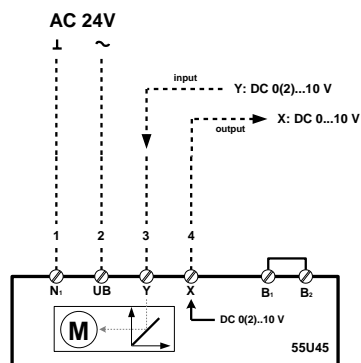 AC 24V
⊥ ~
input
Y: DC 0(2)...10 V
X: DC 0...10 V
output
1 2 3 4
N₁ UB Y X B₁ B₂
M
DC 0(2)..10 V
55U45